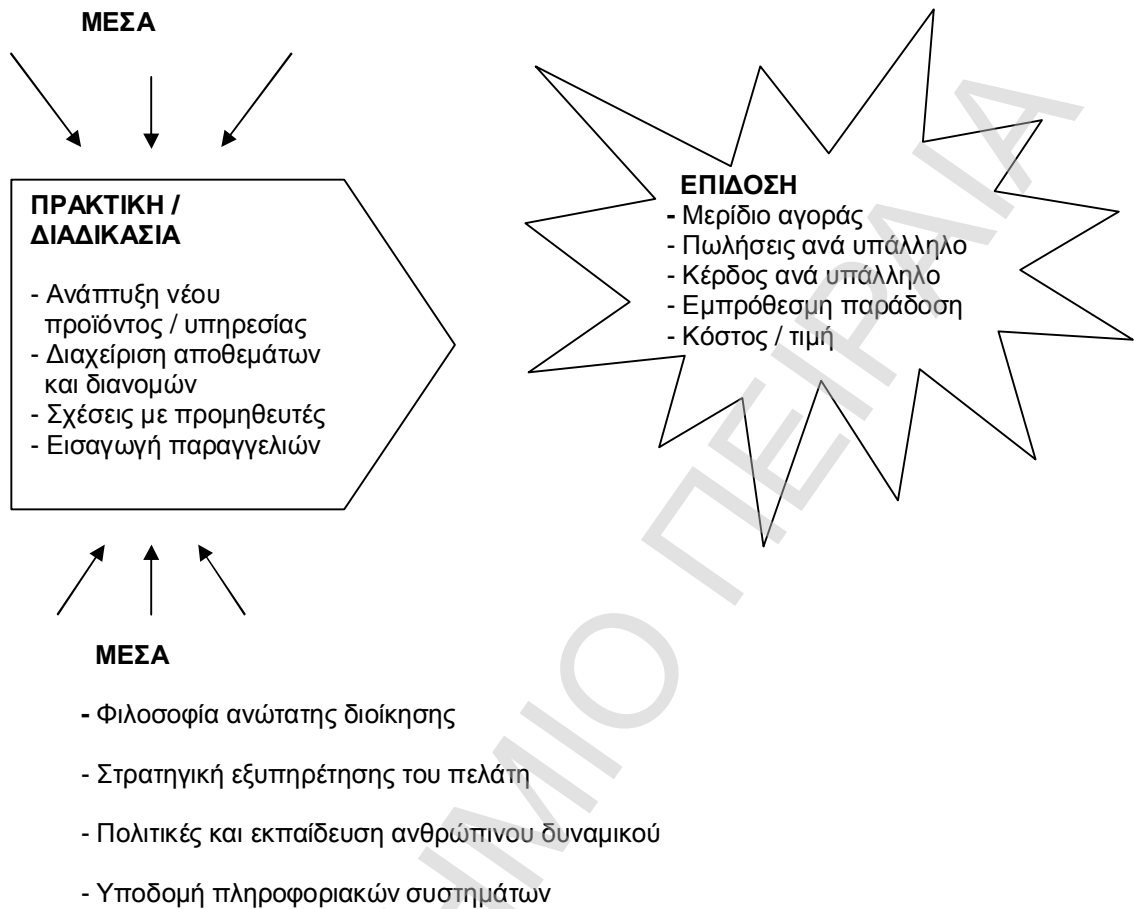 ΜΕΣΑ
ΠΡΑΚΤΙΚΗ /
ΔΙΑΔΙΚΑΣΙΑ
- Ανάπτυξη νέου
προϊόντος / υπηρεσίας
- Διαχείριση αποθεμάτων
και διανομών
- Σχέσεις με προμηθευτές
- Εισαγωγή παραγγελιών
ΕΠΙΔΟΣΗ
- Μερίδιο αγοράς
- Πωλήσεις ανά υπάλληλο
- Κέρδος ανά υπάλληλο
- Εμπρόθεσμη παράδοση
- Κόστος / τιμή
ΜΕΣΑ
- Φιλοσοφία ανώτατης διοίκησης
- Στρατηγική εξυπηρέτησης του πελάτη
- Πολιτικές και εκπαίδευση ανθρώπινου δυναμικού
- Υποδομή πληροφοριακών συστημάτων
ΠΕΙΡΑΙΑ